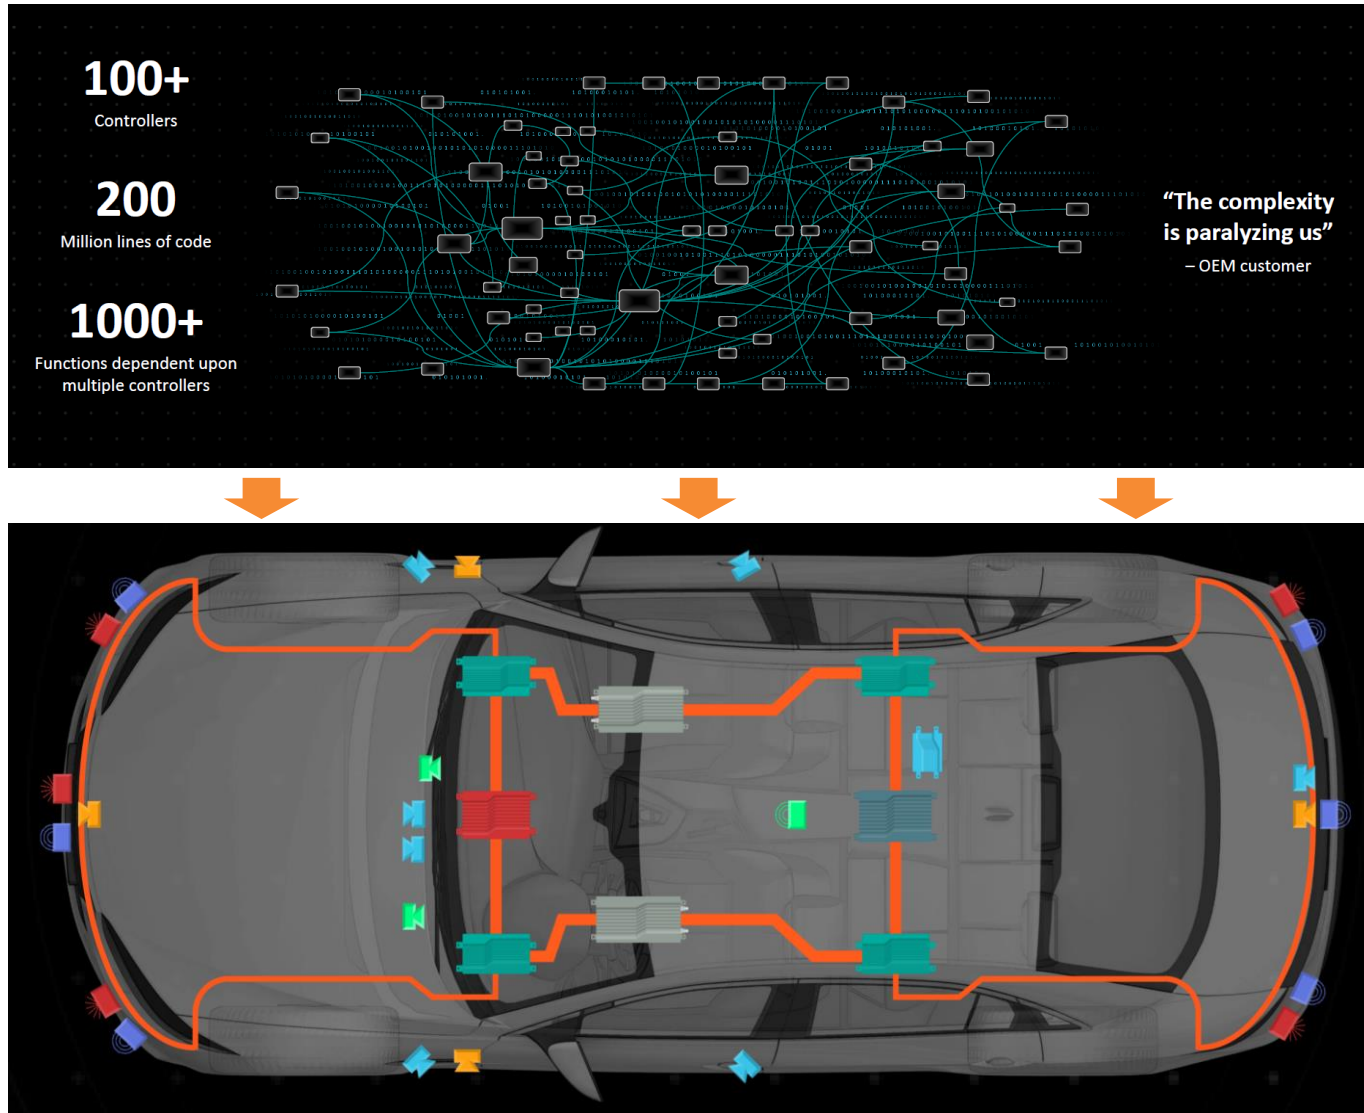 100+
Controllers
200
Million lines of code
1000+
Functions dependent upon
multiple controllers
“The complexity
is paralyzing us”
– OEM customer